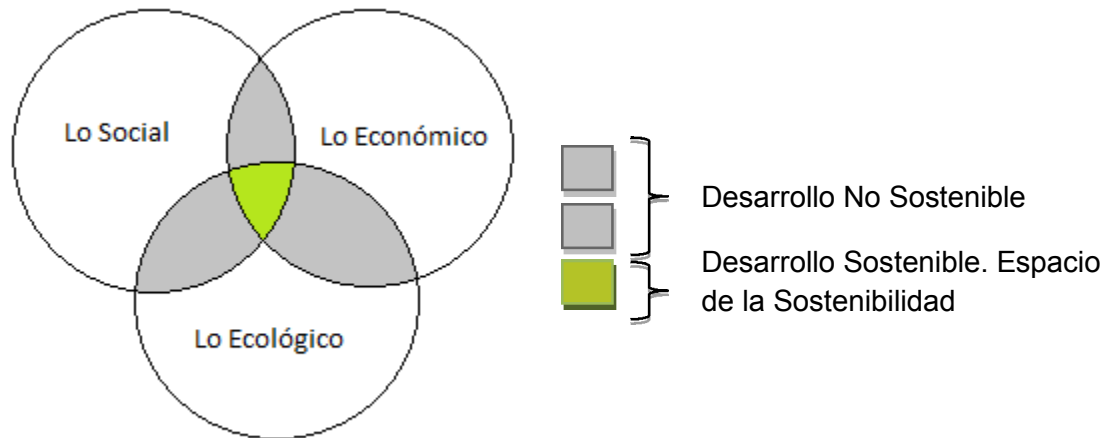 Lo Social
Lo Económico
Lo Ecológico
Desarrollo No Sostenible
Desarrollo Sostenible. Espacio
de la Sostenibilidad